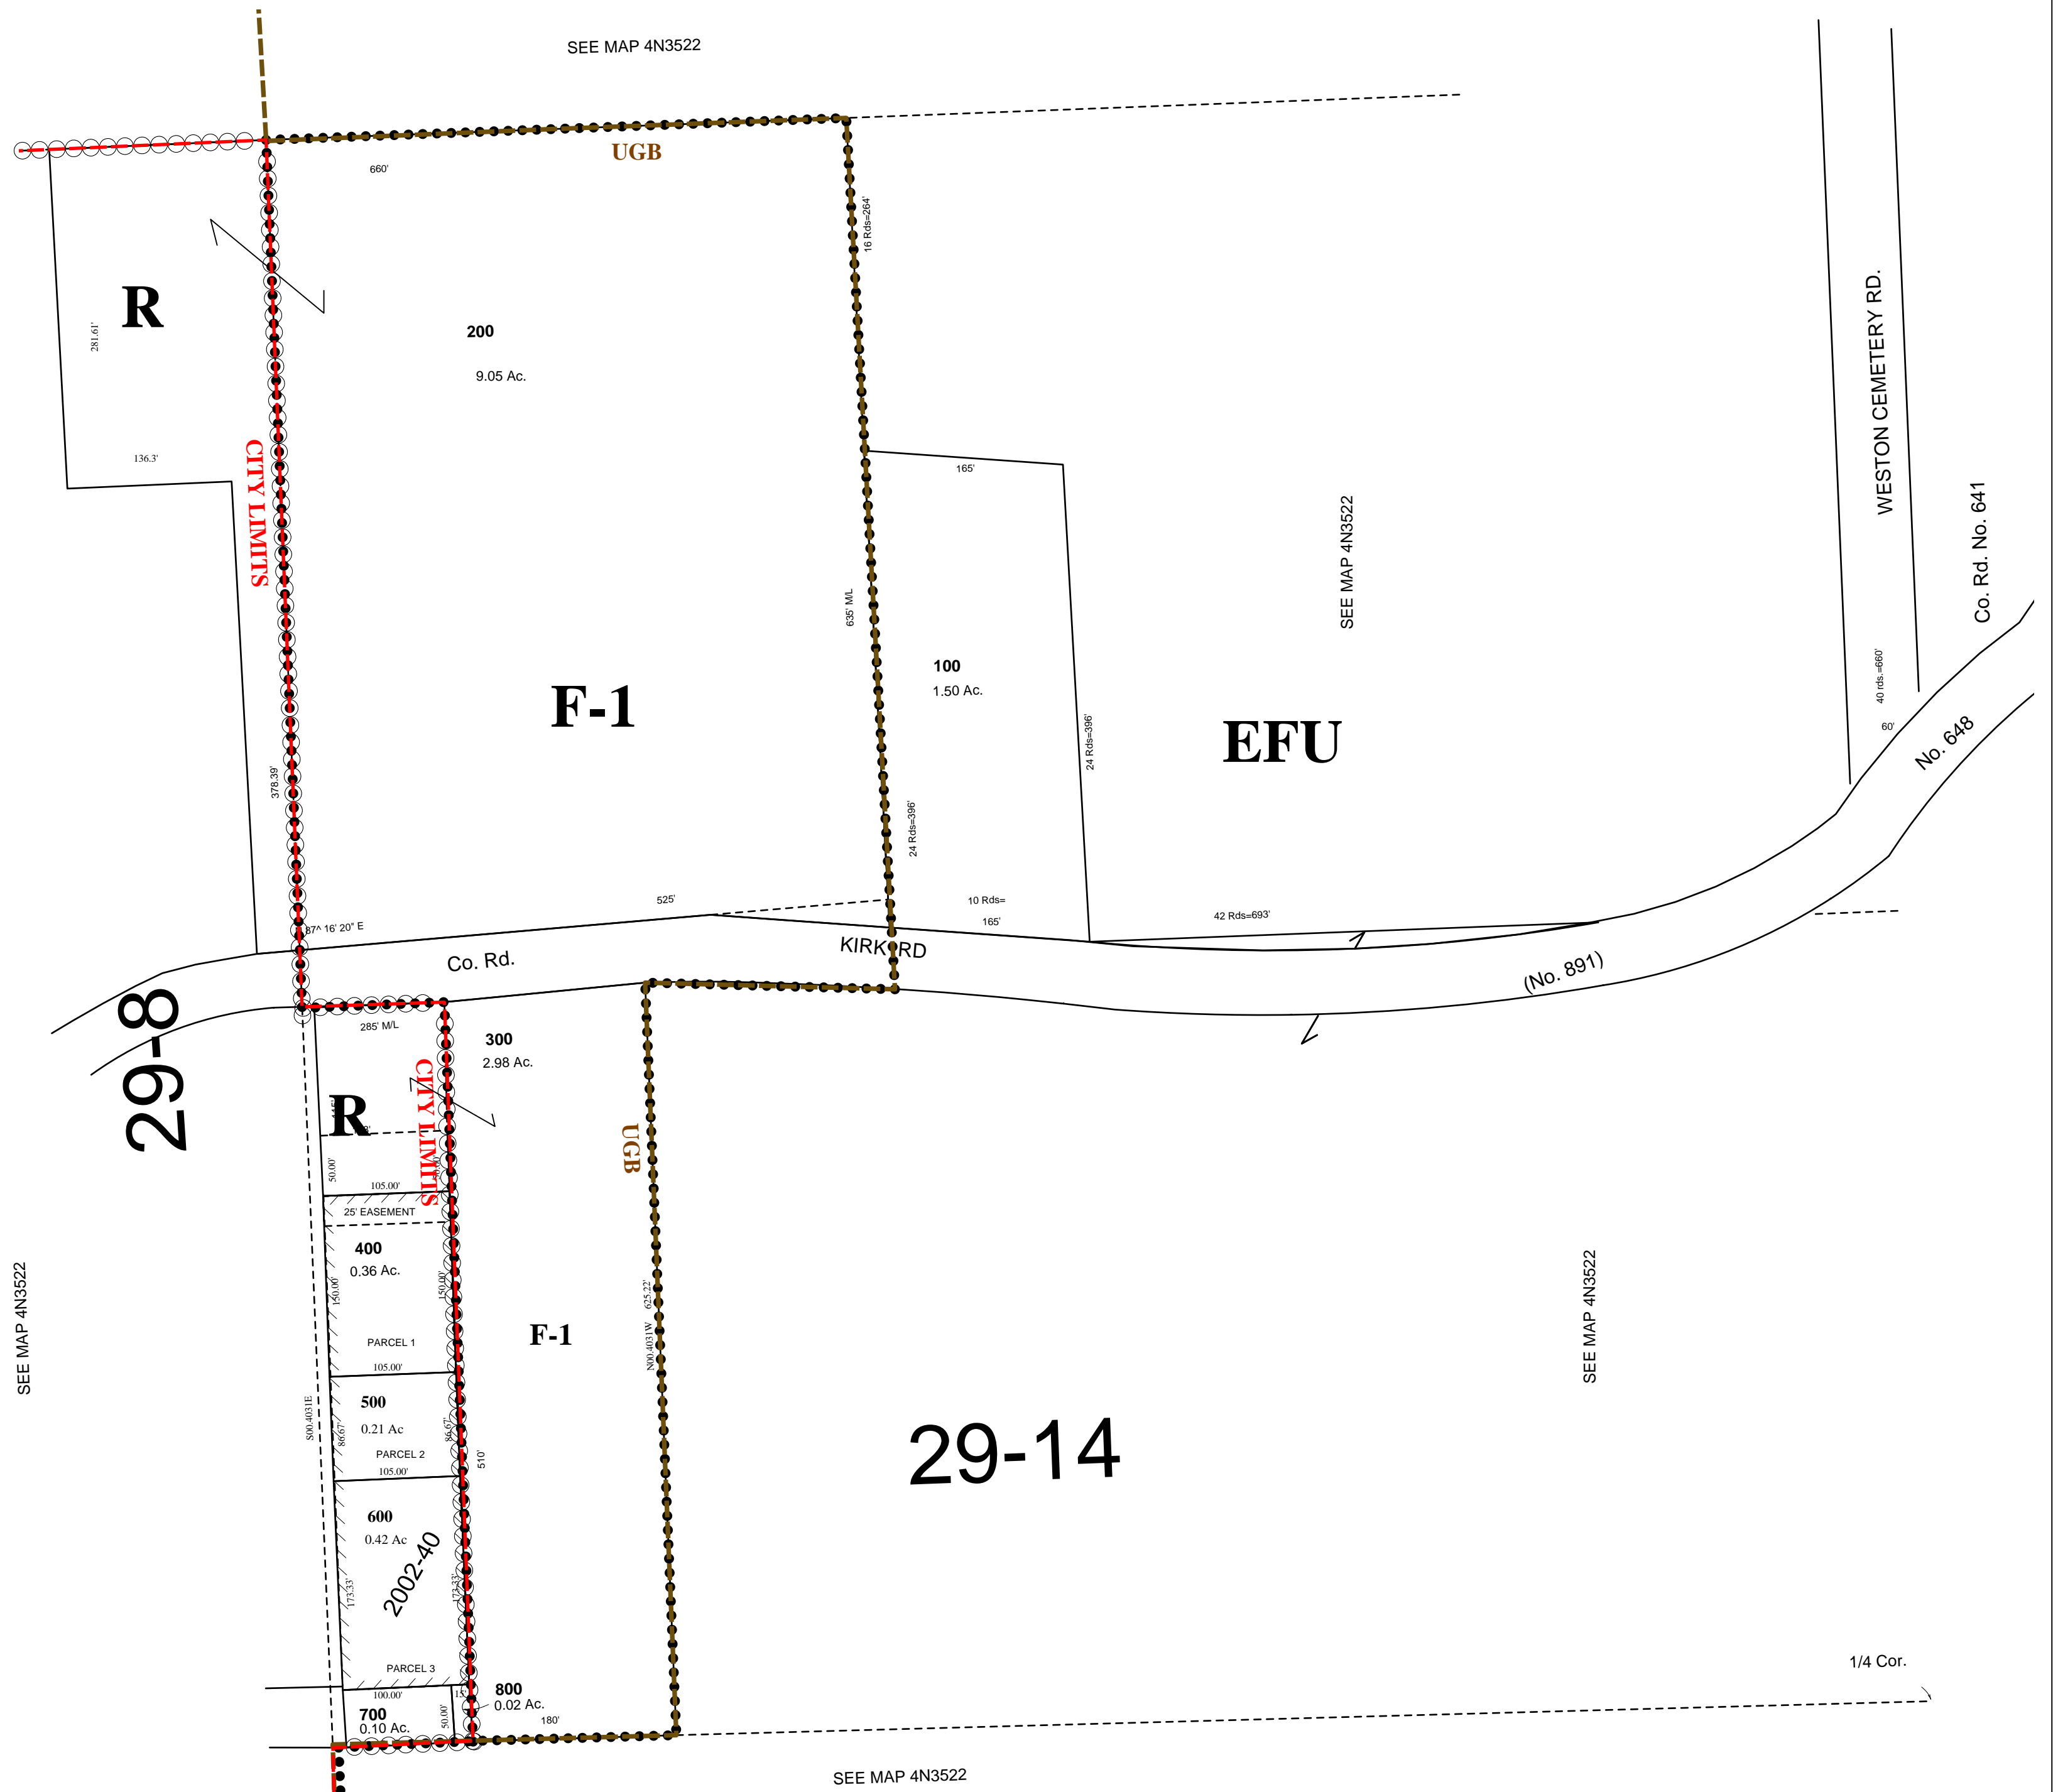 SEE MAP 4N3522
UGB
660'
16 Rds=264'
R
281.61'
136.3'
CITY LIMITS
200
9.05 Ac.
F-1
378.39'
635' M/L
165'
100
1.50 Ac.
24 Rds=396'
24 Rds=396'
SEE MAP 4N3522
EFU
WESTON CEMETERY RD.
Co. Rd. No. 641
40 rds.=660'
60'
No. 648
87^ 16' 20" E
525'
10 Rds=
165'
42 Rds=693'
Co. Rd.
KIRK RD
(No. 891)
29-8
285' M/L
300
2.98 Ac.
R
CITY LIMITS
UGB
50.00'
50.00'
105.00'
25' EASEMENT
400
0.36 Ac.
150.00'
150.00'
PARCEL 1
105.00'
F-1
N00.4031W 625.22'
SEE MAP 4N3522
SEE MAP 4N3522
S00.4031E
500
0.21 Ac
86.67'
86.67'
PARCEL 2
105.00'
510'
29-14
600
0.42 Ac
2002-40
173.33'
173.33'
PARCEL 3
100.00'
15'
800
0.02 Ac.
700
0.10 Ac.
50.00'
180'
1/4 Cor.
SEE MAP 4N3522